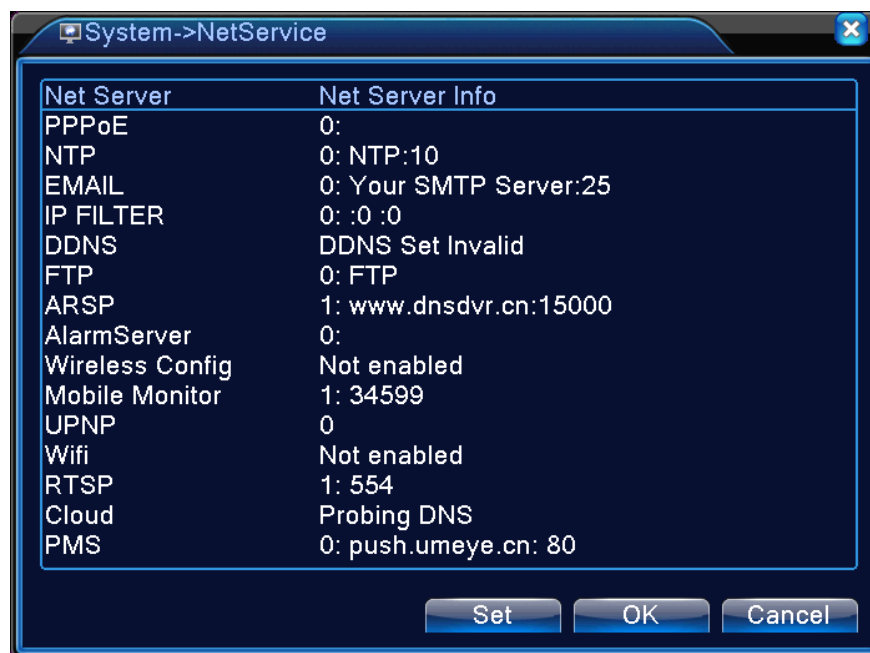 System->NetService
Net Server Net Server Info
PPPoE 0:
NTP 0: NTP:10
EMAIL 0: Your SMTP Server:25
IP FILTER 0: :0 :0
DDNS DDNS Set Invalid
FTP 0: FTP
ARSP 1: www.dnsdvr.cn:15000
AlarmServer 0:
Wireless Config Not enabled
Mobile Monitor 1: 34599
UPNP 0
Wifi Not enabled
RTSP 1: 554
Cloud Probing DNS
PMS 0: push.umeye.cn: 80
Set OK Cancel